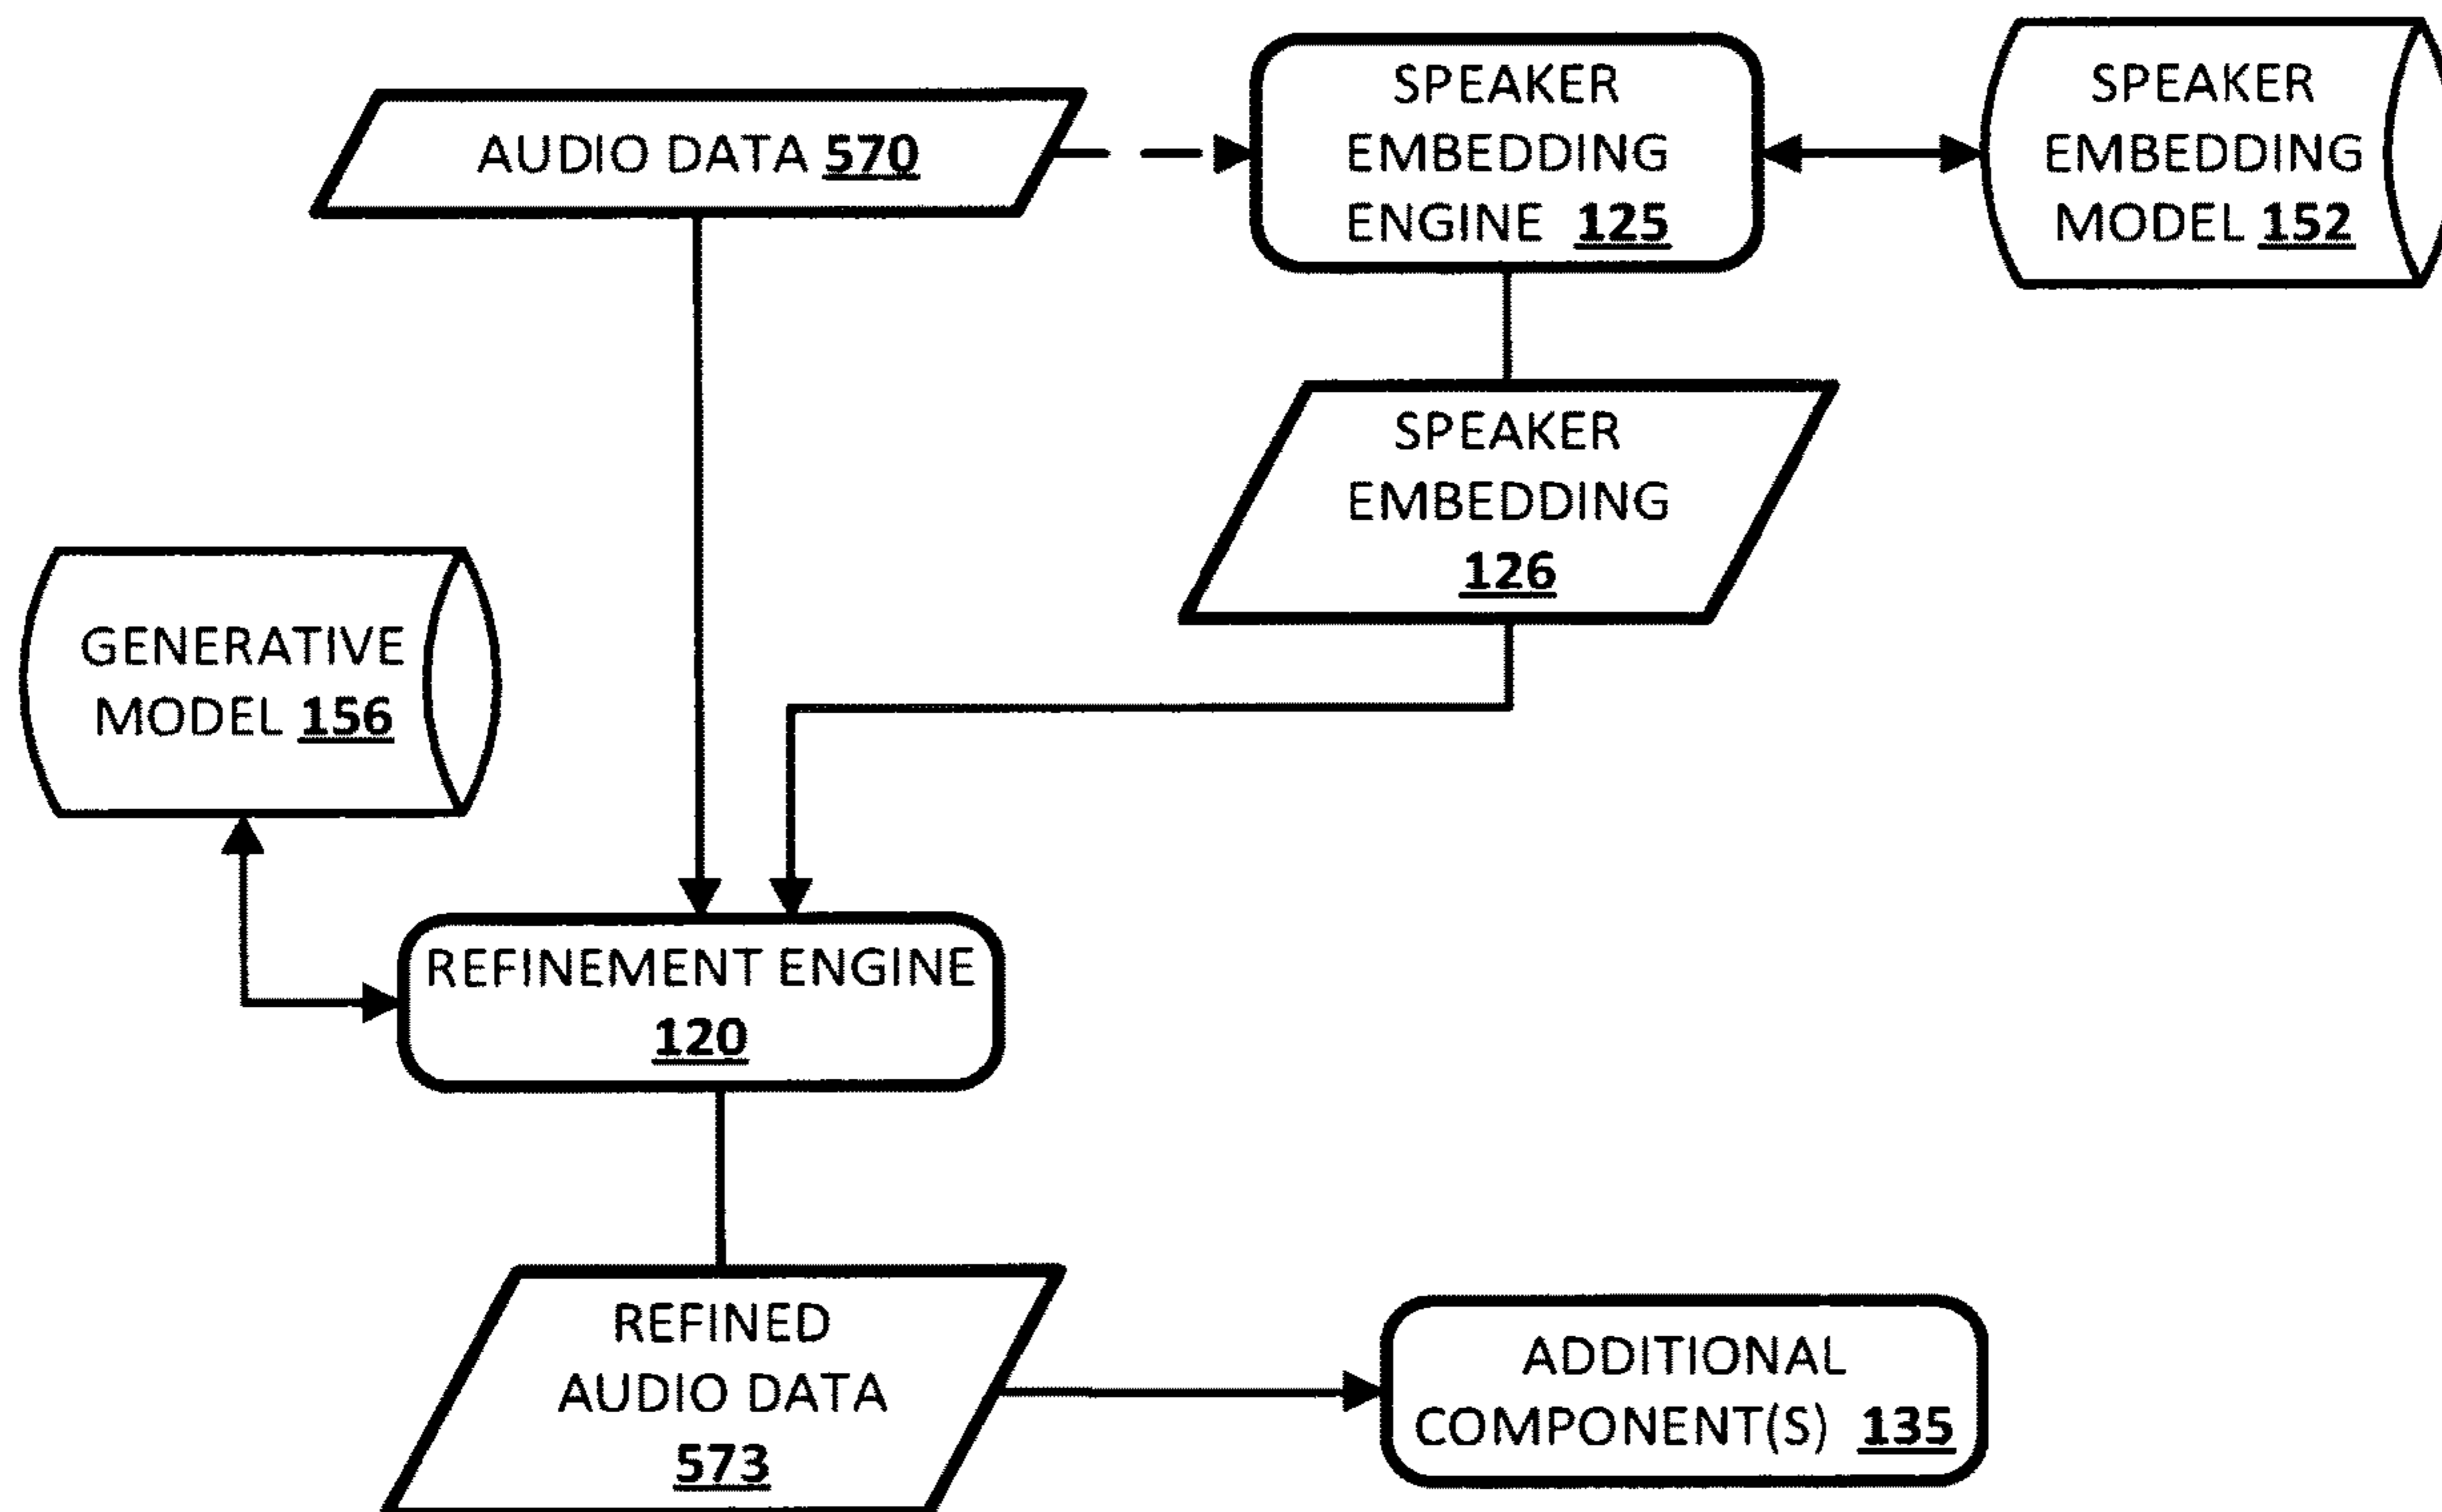 AUDIO DATA 570
SPEAKER
EMBEDDING
ENGINE 125
SPEAKER
EMBEDDING
MODEL 152
SPEAKER
EMBEDDING
126
GENERATIVE
MODEL 156
REFINEMENT ENGINE
120
REFINED
AUDIO DATA
573
ADDITIONAL
COMPONENT(S) 135